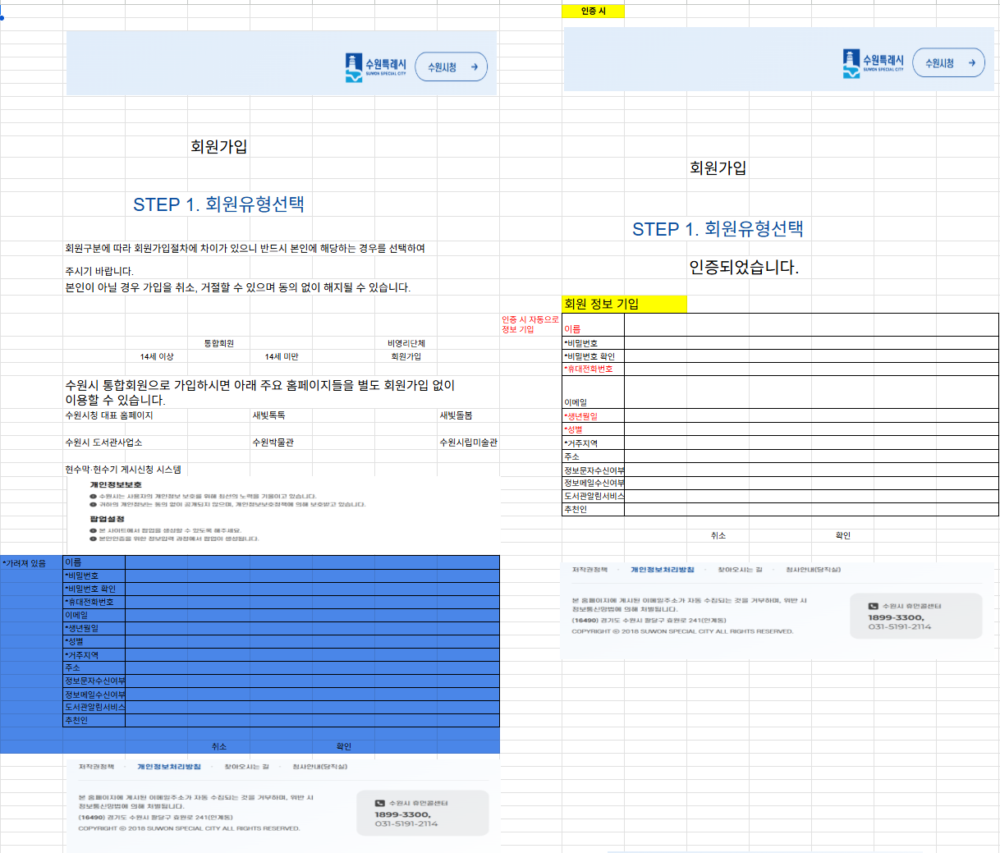 수원특례시
SUWON SPECIAL CITY
수원시청 →
회원가입
STEP 1. 회원유형선택
회원구분에 따라 회원가입절차에 차이가 있으니 반드시 본인에 해당하는 경우를 선택하여
주시기 바랍니다.
본인이 아닐 경우 가입을 취소, 거절할 수 있으며 동의 없이 해지될 수 있습니다.
통합회원 비영리단체
14세 이상 14세 미만 회원가입
수원시 통합회원으로 가입하시면 아래 주요 홈페이지들을 별도 회원가입 없이
이용할 수 있습니다.
수원시청 대표 홈페이지 새빛톡톡 새빛돌봄
수원시 도서관사업소 수원박물관 수원시립미술관
현수막·현수기 게시신청 시스템
개인정보보호
수원시는 사용자의 개인정보 보호를 위해 최선의 노력을 기울이고 있습니다.
귀하의 개인정보는 동의 없이 공개되지 않으며, 개인정보보호정책에 의해 보호받고 있습니다.
팝업설정
본 사이트에서 팝업을 생성할 수 있도록 해주세요.
본인인증을 위한 정보입력 과정에서 팝업이 생성됩니다.
*가려져 있음
이름
*비밀번호
*비밀번호 확인
*휴대전화번호
이메일
*생년월일
*성별
*거주지역
주소
정보문자수신여부
정보메일수신여부
도서관알림서비스
추천인
취소 확인
저작권정책 · 개인정보처리방침 · 찾아오시는 길 · 청사안내(당직실)
본 홈페이지에 게시된 이메일주소가 자동 수집되는 것을 거부하며, 위반 시
정보통신망법에 의해 처벌됩니다.
(16490) 경기도 수원시 팔달구 효원로 241(인계동)
COPYRIGHT ⓒ 2018 SUWON SPECIAL CITY ALL RIGHTS RESERVED.
수원시 휴먼콜센터
1899-3300,
031-5191-2114
인증 시
수원특례시
SUWON SPECIAL CITY
수원시청 →
회원가입
STEP 1. 회원유형선택
인증되었습니다.
회원 정보 기입
인증 시 자동으로
정보 기입
이름
*비밀번호
*비밀번호 확인
*휴대전화번호
이메일
*생년월일
*성별
*거주지역
주소
정보문자수신여부
정보메일수신여부
도서관알림서비스
추천인
취소 확인
저작권정책 · 개인정보처리방침 · 찾아오시는 길 · 청사안내(당직실)
본 홈페이지에 게시된 이메일주소가 자동 수집되는 것을 거부하며, 위반 시
정보통신망법에 의해 처벌됩니다.
(16490) 경기도 수원시 팔달구 효원로 241(인계동)
COPYRIGHT ⓒ 2018 SUWON SPECIAL CITY ALL RIGHTS RESERVED.
수원시 휴먼콜센터
1899-3300,
031-5191-2114